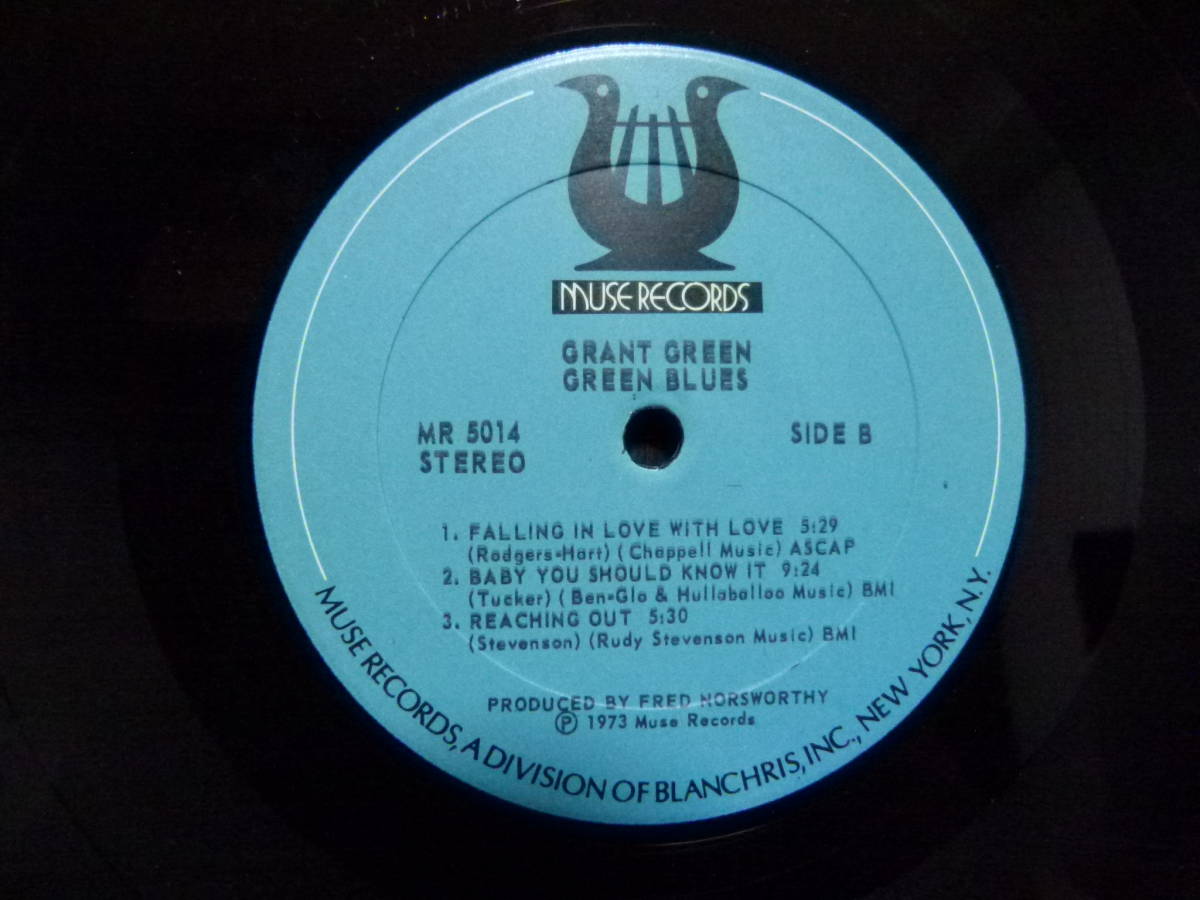 MUSE RECORDS
GRANT GREEN
GREEN BLUES
MR 5014
STEREO
SIDE B
1. FALLING IN LOVE WITH LOVE 5:29
(Rodgers-Hart) (Chappell Music) ASCAP
2. BABY YOU SHOULD KNOW IT 9:24
(Tucker) (Ben-Glo & Hullaballoo Music) BMI
3. REACHING OUT 5:30
(Stevenson) (Rudy Stevenson Music) BMI
PRODUCED BY FRED NORSWORTHY
℗ 1973 Muse Records
MUSE RECORDS, A DIVISION OF BLANCHRIS, INC., NEW YORK, N.Y.